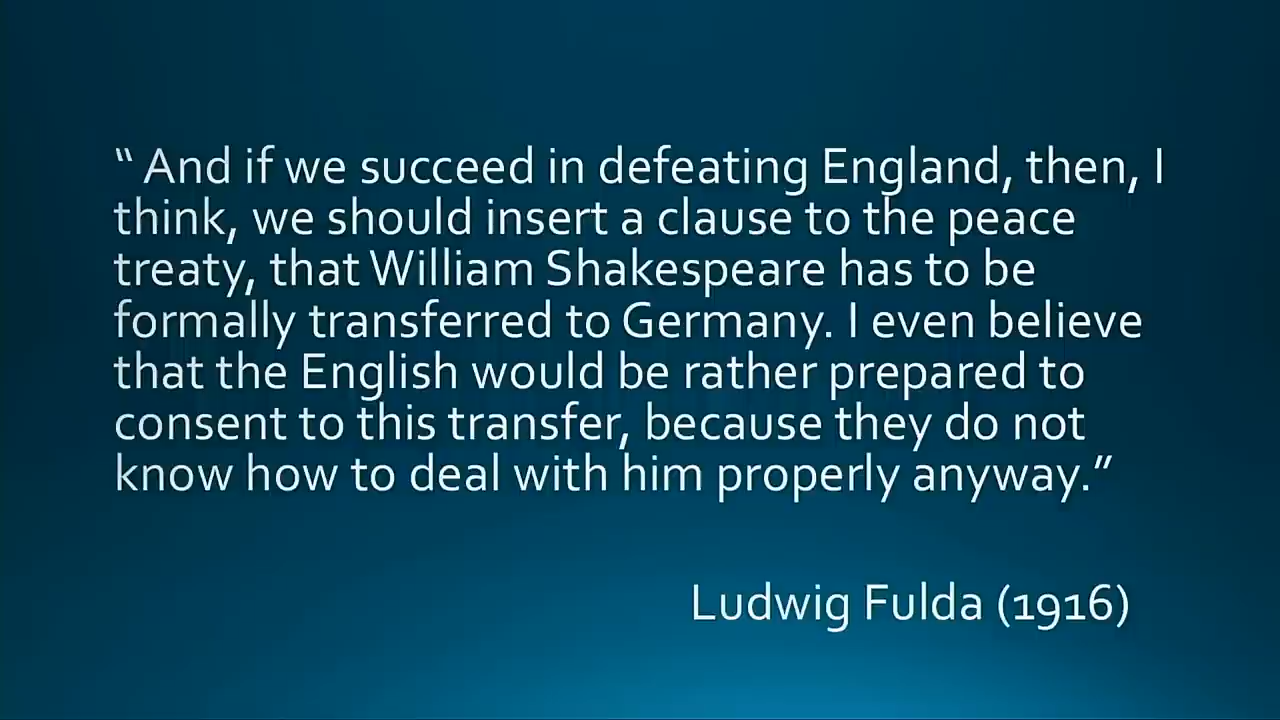 “ And if we succeed in defeating England, then, I
think, we should insert a clause to the peace
treaty, that William Shakespeare has to be
formally transferred to Germany. I even believe
that the English would be rather prepared to
consent to this transfer, because they do not
know how to deal with him properly anyway.”
Ludwig Fulda (1916)